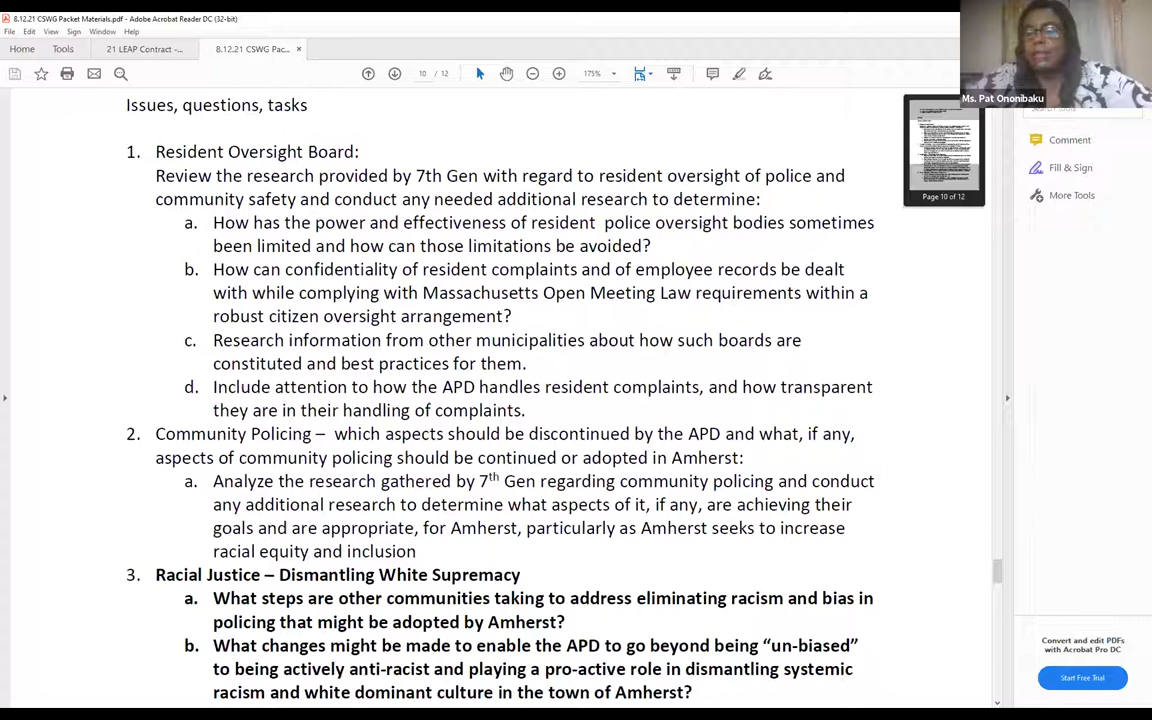 8.12.21 CSWG Packet Materials.pdf - Adobe Acrobat Reader DC (32-bit)
File Edit View Sign Window Help
Home Tools 21 LEAP Contract -... 8.12.21 CSWG Pac... ×
10 / 12 175%
Ms. Pat Ononibaku
Issues, questions, tasks
1. Resident Oversight Board:
Review the research provided by 7th Gen with regard to resident oversight of police and
community safety and conduct any needed additional research to determine:
a. How has the power and effectiveness of resident police oversight bodies sometimes
been limited and how can those limitations be avoided?
b. How can confidentiality of resident complaints and of employee records be dealt
with while complying with Massachusetts Open Meeting Law requirements within a
robust citizen oversight arrangement?
c. Research information from other municipalities about how such boards are
constituted and best practices for them.
d. Include attention to how the APD handles resident complaints, and how transparent
they are in their handling of complaints.
2. Community Policing – which aspects should be discontinued by the APD and what, if any,
aspects of community policing should be continued or adopted in Amherst:
a. Analyze the research gathered by 7th Gen regarding community policing and conduct
any additional research to determine what aspects of it, if any, are achieving their
goals and are appropriate, for Amherst, particularly as Amherst seeks to increase
racial equity and inclusion
3. Racial Justice – Dismantling White Supremacy
a. What steps are other communities taking to address eliminating racism and bias in
policing that might be adopted by Amherst?
b. What changes might be made to enable the APD to go beyond being “un-biased”
to being actively anti-racist and playing a pro-active role in dismantling systemic
racism and white dominant culture in the town of Amherst?
Page 10 of 12
Comment
Fill & Sign
More Tools
Convert and edit PDFs
with Acrobat Pro DC
Start Free Trial